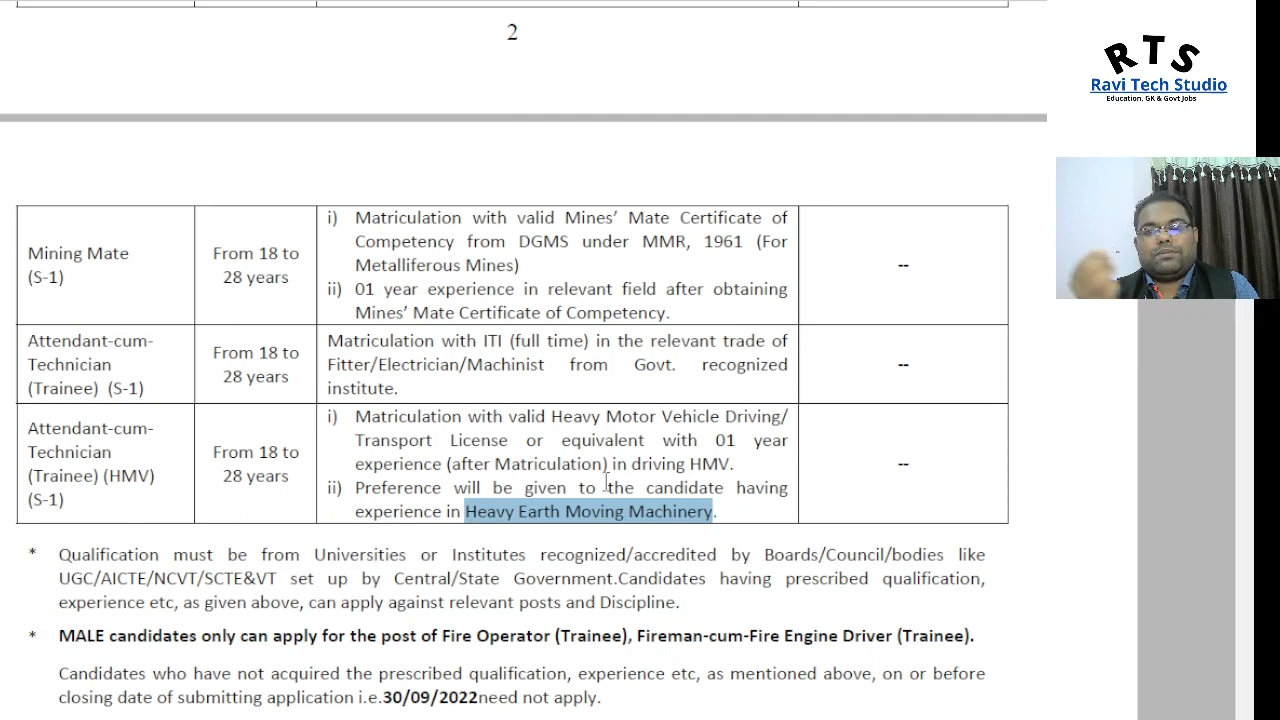 2
RTS
Ravi Tech Studio
Education, GK & Govt Jobs
Mining Mate
(S-1)
From 18 to
28 years
i) Matriculation with valid Mines’ Mate Certificate of
Competency from DGMS under MMR, 1961 (For
Metalliferous Mines)
ii) 01 year experience in relevant field after obtaining
Mines’ Mate Certificate of Competency.
--
Attendant-cum-
Technician
(Trainee) (S-1)
From 18 to
28 years
Matriculation with ITI (full time) in the relevant trade of
Fitter/Electrician/Machinist from Govt. recognized
institute.
--
Attendant-cum-
Technician
(Trainee) (HMV)
(S-1)
From 18 to
28 years
i) Matriculation with valid Heavy Motor Vehicle Driving/
Transport License or equivalent with 01 year
experience (after Matriculation) in driving HMV.
ii) Preference will be given to the candidate having
experience in Heavy Earth Moving Machinery.
--
* Qualification must be from Universities or Institutes recognized/accredited by Boards/Council/bodies like
UGC/AICTE/NCVT/SCTE&VT set up by Central/State Government.Candidates having prescribed qualification,
experience etc, as given above, can apply against relevant posts and Discipline.
* MALE candidates only can apply for the post of Fire Operator (Trainee), Fireman-cum-Fire Engine Driver (Trainee).
Candidates who have not acquired the prescribed qualification, experience etc, as mentioned above, on or before
closing date of submitting application i.e.30/09/2022need not apply.